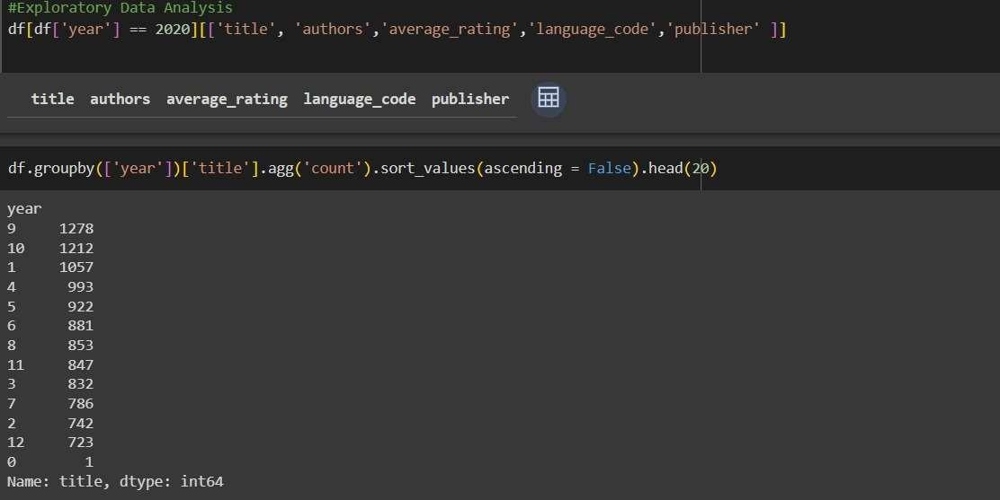 #Exploratory Data Analysis
df[df['year'] == 2020][['title', 'authors','average_rating','language_code','publisher' ]]
title authors average_rating language_code publisher
df.groupby(['year'])['title'].agg('count').sort_values(ascending = False).head(20)
year
9 1278
10 1212
1 1057
4 993
5 922
6 881
8 853
11 847
3 832
7 786
2 742
12 723
0 1
Name: title, dtype: int64